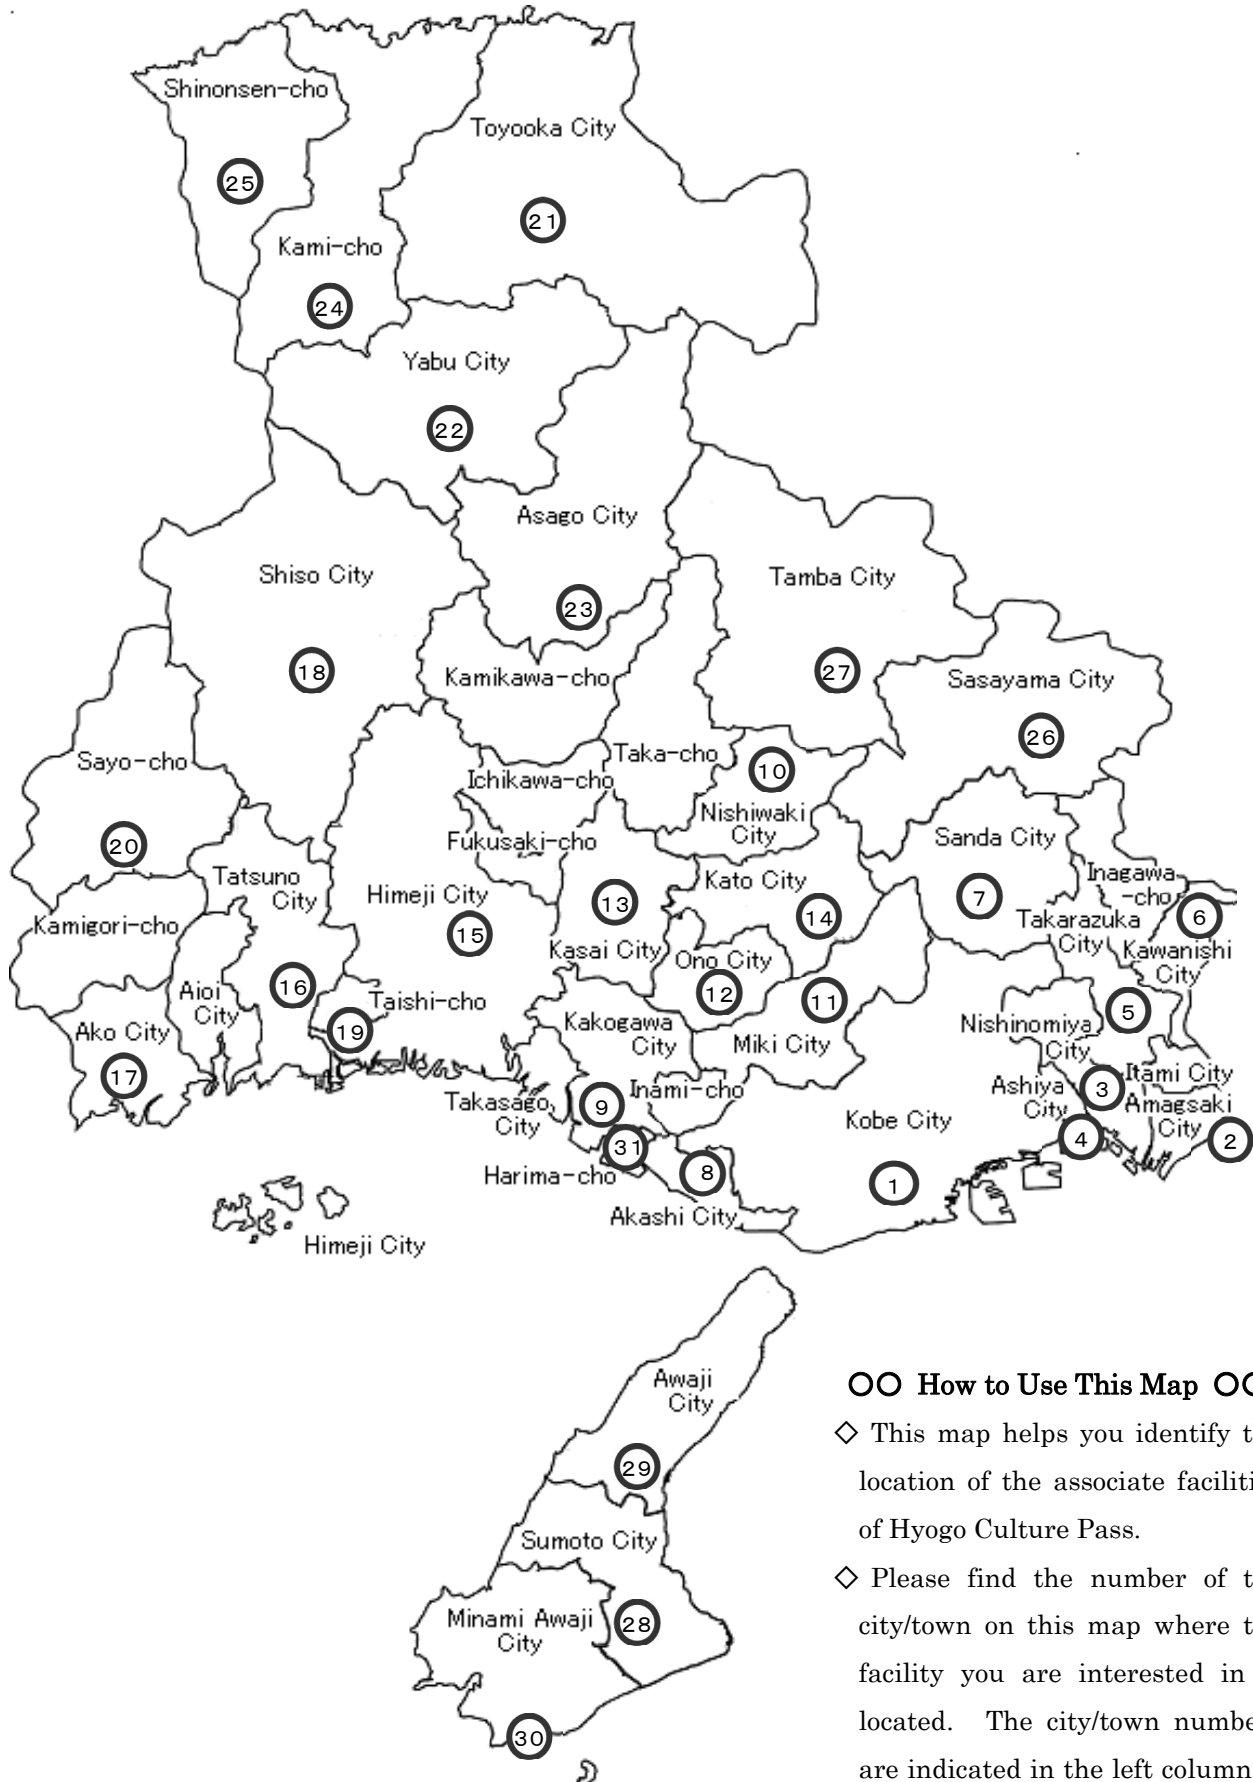 Shinonsen-cho
Toyooka City
25
21
Kami-cho
24
Yabu City
22
Asago City
Shiso City
Tamba City
23
18
Kamikawa-cho
27
Sasayama City
26
Sayo-cho
Taka-cho
10
Ichikawa-cho
Nishiwaki
City
20
Fukusaki-cho
Sanda City
Tatsuno
City
Himeji City
13
Kato City
7
Inagawa
-cho
Kamigori-cho
15
14
Takarazuka
City
6
Kasai City
Ono City
Kawanishi
City
Aioi
City
16
Taishi-cho
12
11
5
Ako City
19
Kakogawa
City
Miki City
Nishinomiya
City
17
Takasago
City
9
Inami-cho
Ashiya
City
3
Itami City
Amagsaki
City
Kobe City
31
4
2
Harima-cho
8
1
Akashi City
Himeji City
Awaji
City
29
Sumoto City
Minami Awaji
City
28
30
○○ How to Use This Map ○○
◇ This map helps you identify t
location of the associate faciliti
of Hyogo Culture Pass.
◇ Please find the number of t
city/town on this map where t
facility you are interested in
located. The city/town numbe
are indicated in the left column